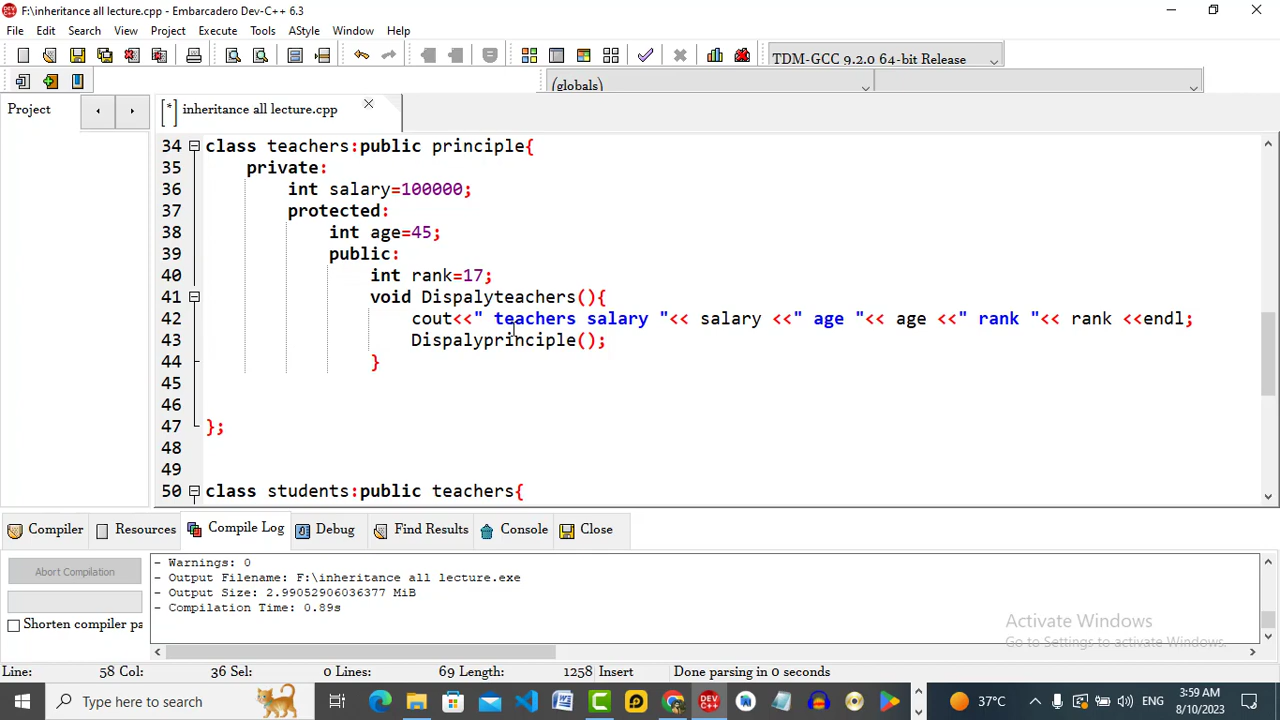 F:\inheritance all lecture.cpp - Embarcadero Dev-C++ 6.3
File Edit Search View Project Execute Tools AStyle Window Help
TDM-GCC 9.2.0 64-bit Release
(globals)
Project
[*] inheritance all lecture.cpp
34 class teachers:public principle{
35 private:
36 int salary=100000;
37 protected:
38 int age=45;
39 public:
40 int rank=17;
41 void Dispalyteachers(){
42 cout<<" teachers salary "<< salary <<" age "<< age <<" rank "<< rank <<endl;
43 Dispalyprinciple();
44 }
45
46
47 };
48
49
50 class students:public teachers{
Compiler Resources Compile Log Debug Find Results Console Close
Abort Compilation
Shorten compiler pa
- Warnings: 0
- Output Filename: F:\inheritance all lecture.exe
- Output Size: 2.99052906036377 MiB
- Compilation Time: 0.89s
Activate Windows
Go to Settings to activate Windows.
Line: 58 Col: 36 Sel: 0 Lines: 69 Length: 1258 Insert Done parsing in 0 seconds
Type here to search
37°C
ENG
3:59 AM
8/10/2023